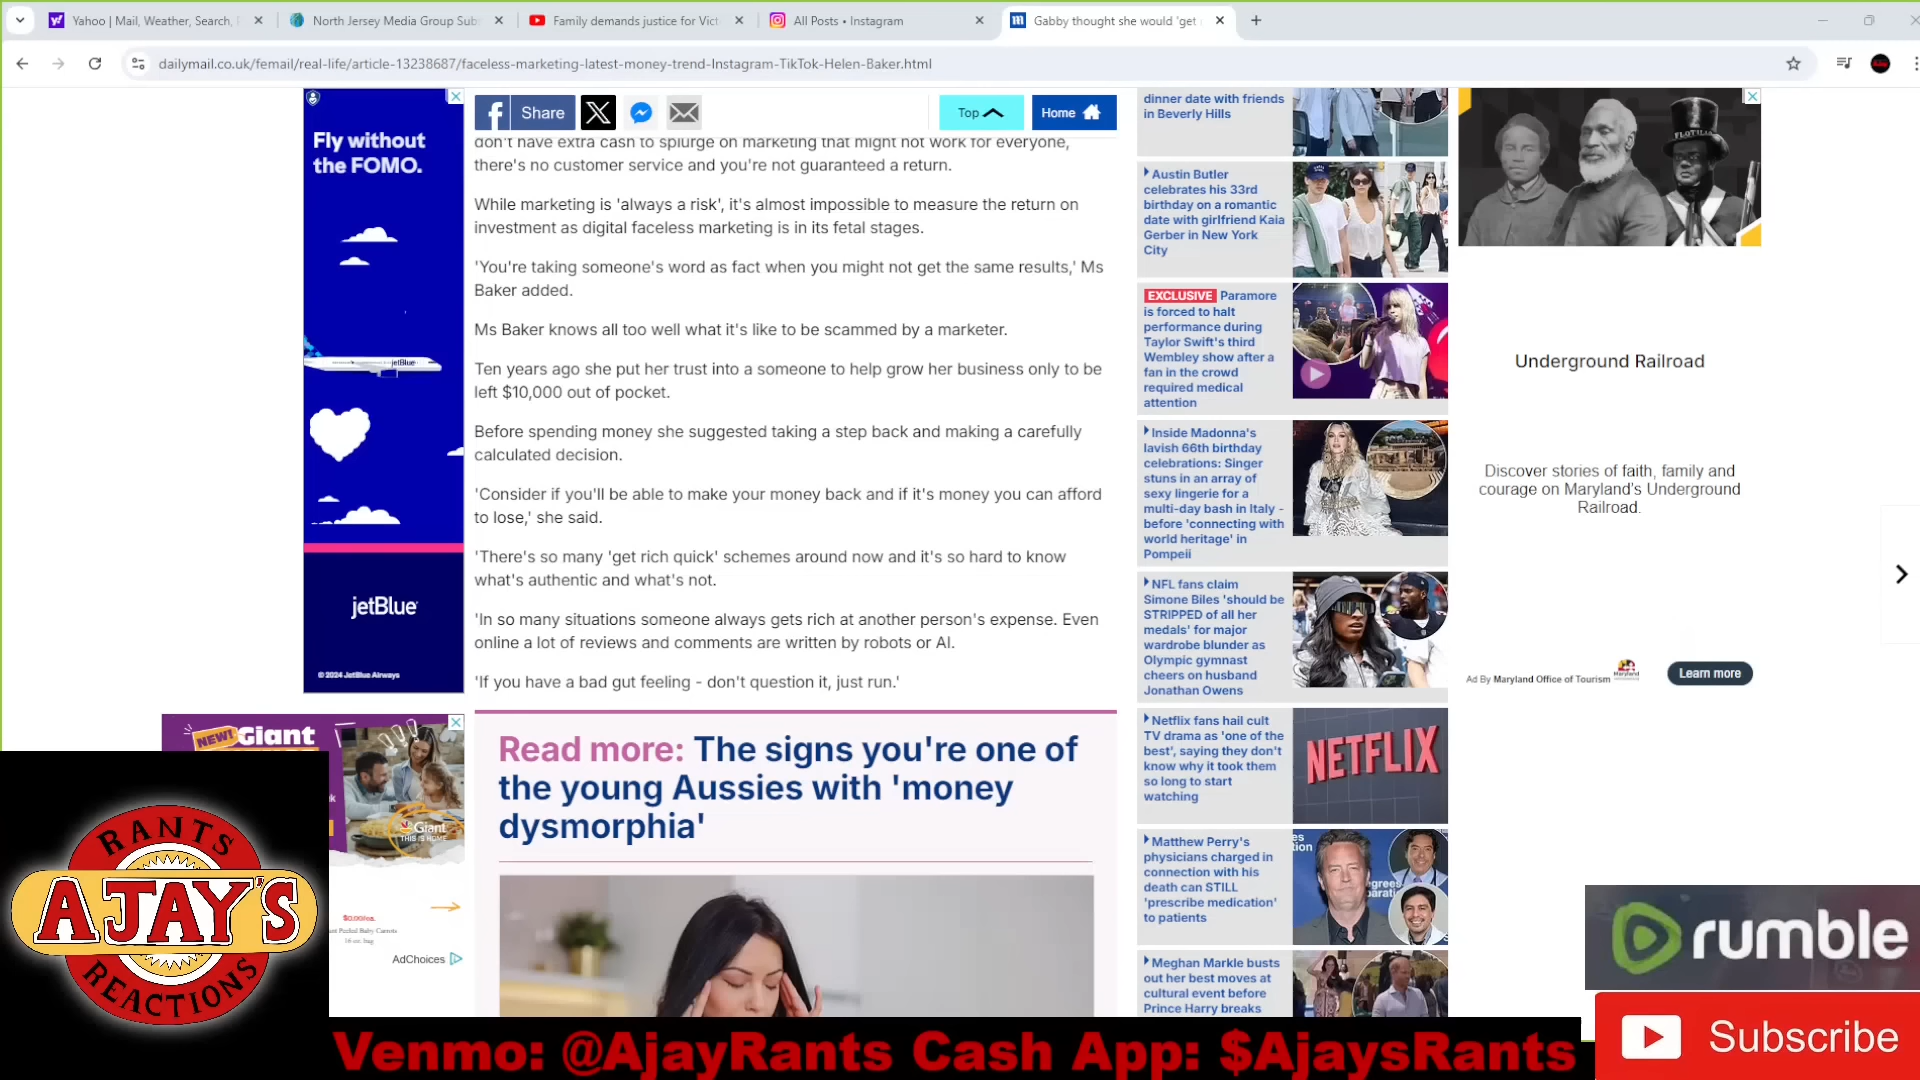 Yahoo | Mail, Weather, Search,
North Jersey Media Group Sub
Family demands justice for Vict
All Posts • Instagram
Gabby thought she would 'get
dailymail.co.uk/femail/real-life/article-13238687/faceless-marketing-latest-money-trend-Instagram-TikTok-Helen-Baker.html
Fly without
the FOMO.
jetBlue
jetBlue
© 2024 JetBlue Airways
Share
Top
Home
don't have extra cash to splurge on marketing that might not work for everyone,
there's no customer service and you're not guaranteed a return.
While marketing is 'always a risk', it's almost impossible to measure the return on
investment as digital faceless marketing is in its fetal stages.
'You're taking someone's word as fact when you might not get the same results,' Ms
Baker added.
Ms Baker knows all too well what it's like to be scammed by a marketer.
Ten years ago she put her trust into a someone to help grow her business only to be
left $10,000 out of pocket.
Before spending money she suggested taking a step back and making a carefully
calculated decision.
'Consider if you'll be able to make your money back and if it's money you can afford
to lose,' she said.
'There's so many 'get rich quick' schemes around now and it's so hard to know
what's authentic and what's not.
'In so many situations someone always gets rich at another person's expense. Even
online a lot of reviews and comments are written by robots or AI.
'If you have a bad gut feeling - don't question it, just run.'
Read more: The signs you're one of
the young Aussies with 'money
dysmorphia'
dinner date with friends
in Beverly Hills
Austin Butler
celebrates his 33rd
birthday on a romantic
date with girlfriend Kaia
Gerber in New York
City
EXCLUSIVE Paramore
is forced to halt
performance during
Taylor Swift's third
Wembley show after a
fan in the crowd
required medical
attention
Inside Madonna's
lavish 66th birthday
celebrations: Singer
stuns in an array of
sexy lingerie for a
multi-day bash in Italy -
before 'connecting with
world heritage' in
Pompeii
NFL fans claim
Simone Biles 'should be
STRIPPED of all her
medals' for major
wardrobe blunder as
Olympic gymnast
cheers on husband
Jonathan Owens
Netflix fans hail cult
TV drama as 'one of the
best', saying they don't
know why it took them
so long to start
watching
NETFLIX
Matthew Perry's
physicians charged in
connection with his
death can STILL
'prescribe medication'
to patients
Meghan Markle busts
out her best moves at
cultural event before
Prince Harry breaks
FLOTILLA
Underground Railroad
Discover stories of faith, family and
courage on Maryland's Underground
Railroad.
Ad By Maryland Office of Tourism
Learn more
NEW! Giant
Giant
THIS IS HOME
$0.00/ea.
Peeled Baby Carrots
16 oz. bag
AdChoices
RANTS
AJAY'S
REACTIONS
rumble
Subscribe
Venmo: @AjayRants Cash App: $AjaysRants